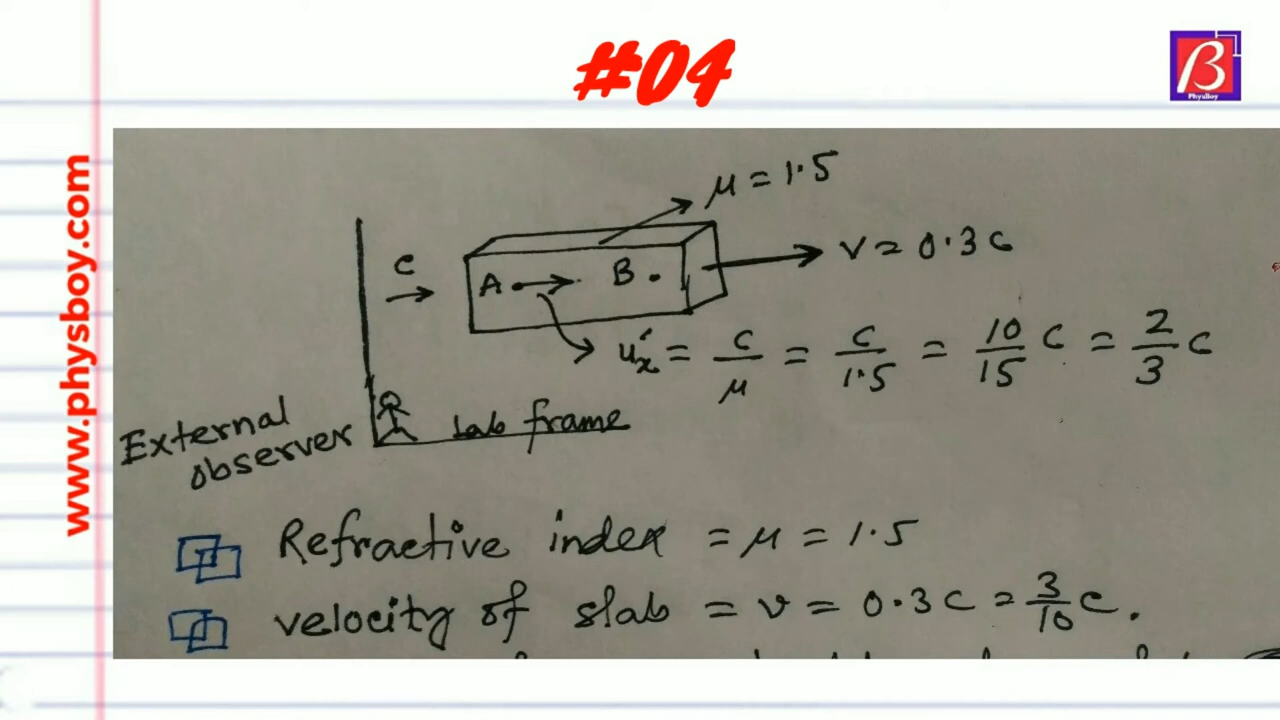 #04
β
PhysBoy
www.physboy.com
μ = 1.5
c
A
B
v = 0.3c
u'x = c/μ = c/1.5 = 10/15 c = 2/3 c
External
observer
Lab frame
Refractive index = μ = 1.5
velocity of slab = v = 0.3c = 3/10 c.